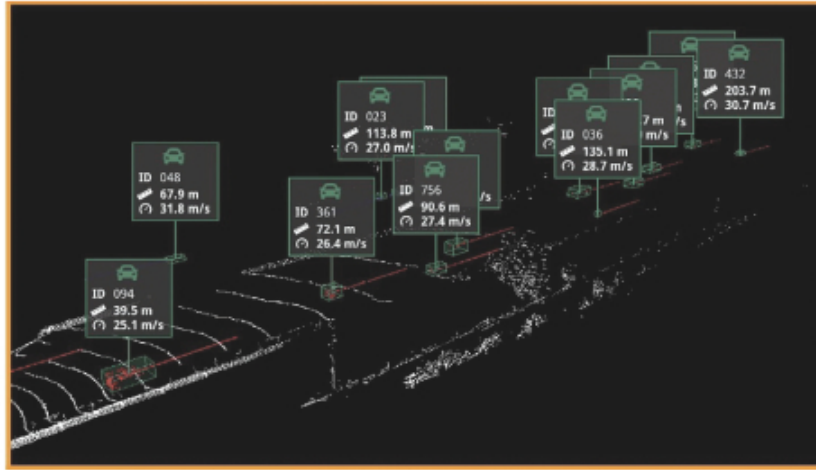 ID 432
203.7 m
30.7 m/s
ID 023
113.8 m
27.0 m/s
ID 036
135.1 m
28.7 m/s
ID 048
67.9 m
31.8 m/s
ID 756
90.6 m
27.4 m/s
ID 361
72.1 m
26.4 m/s
ID 094
39.5 m
25.1 m/s